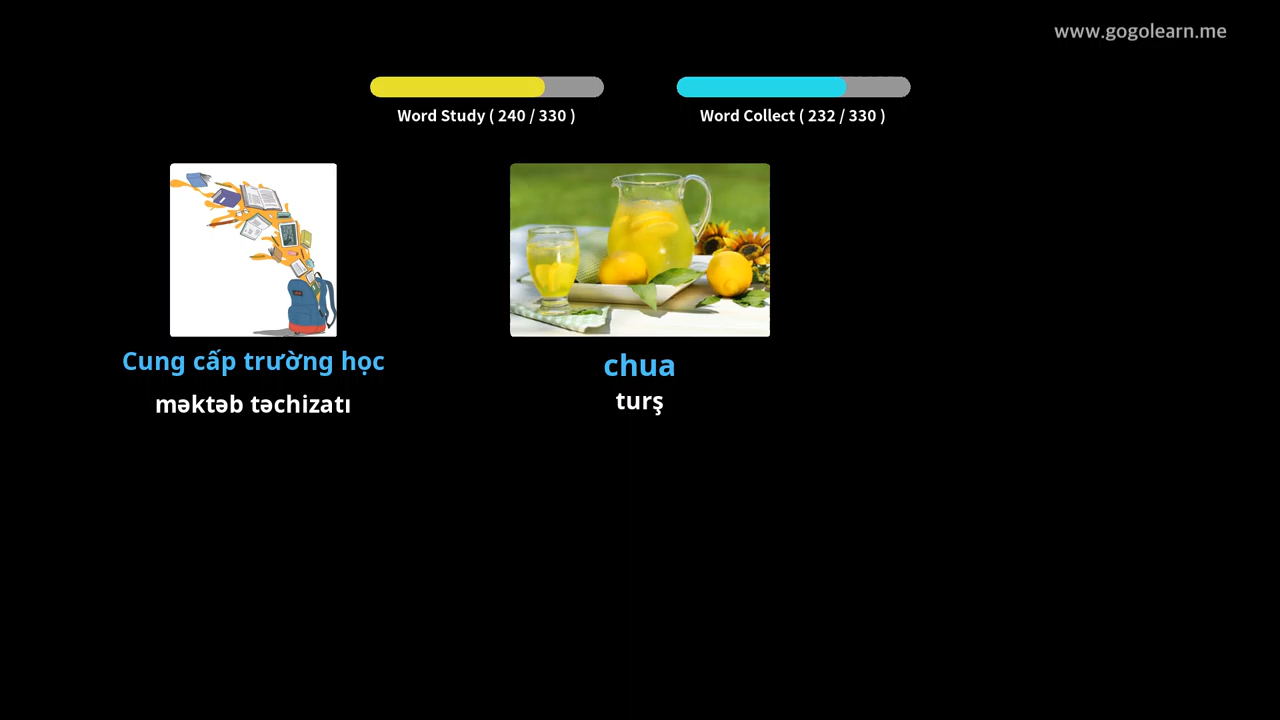 www.gogolearn.me
Word Study ( 240 / 330 )
Word Collect ( 232 / 330 )
Cung cấp trường học
məktəb təchizatı
chua
turş